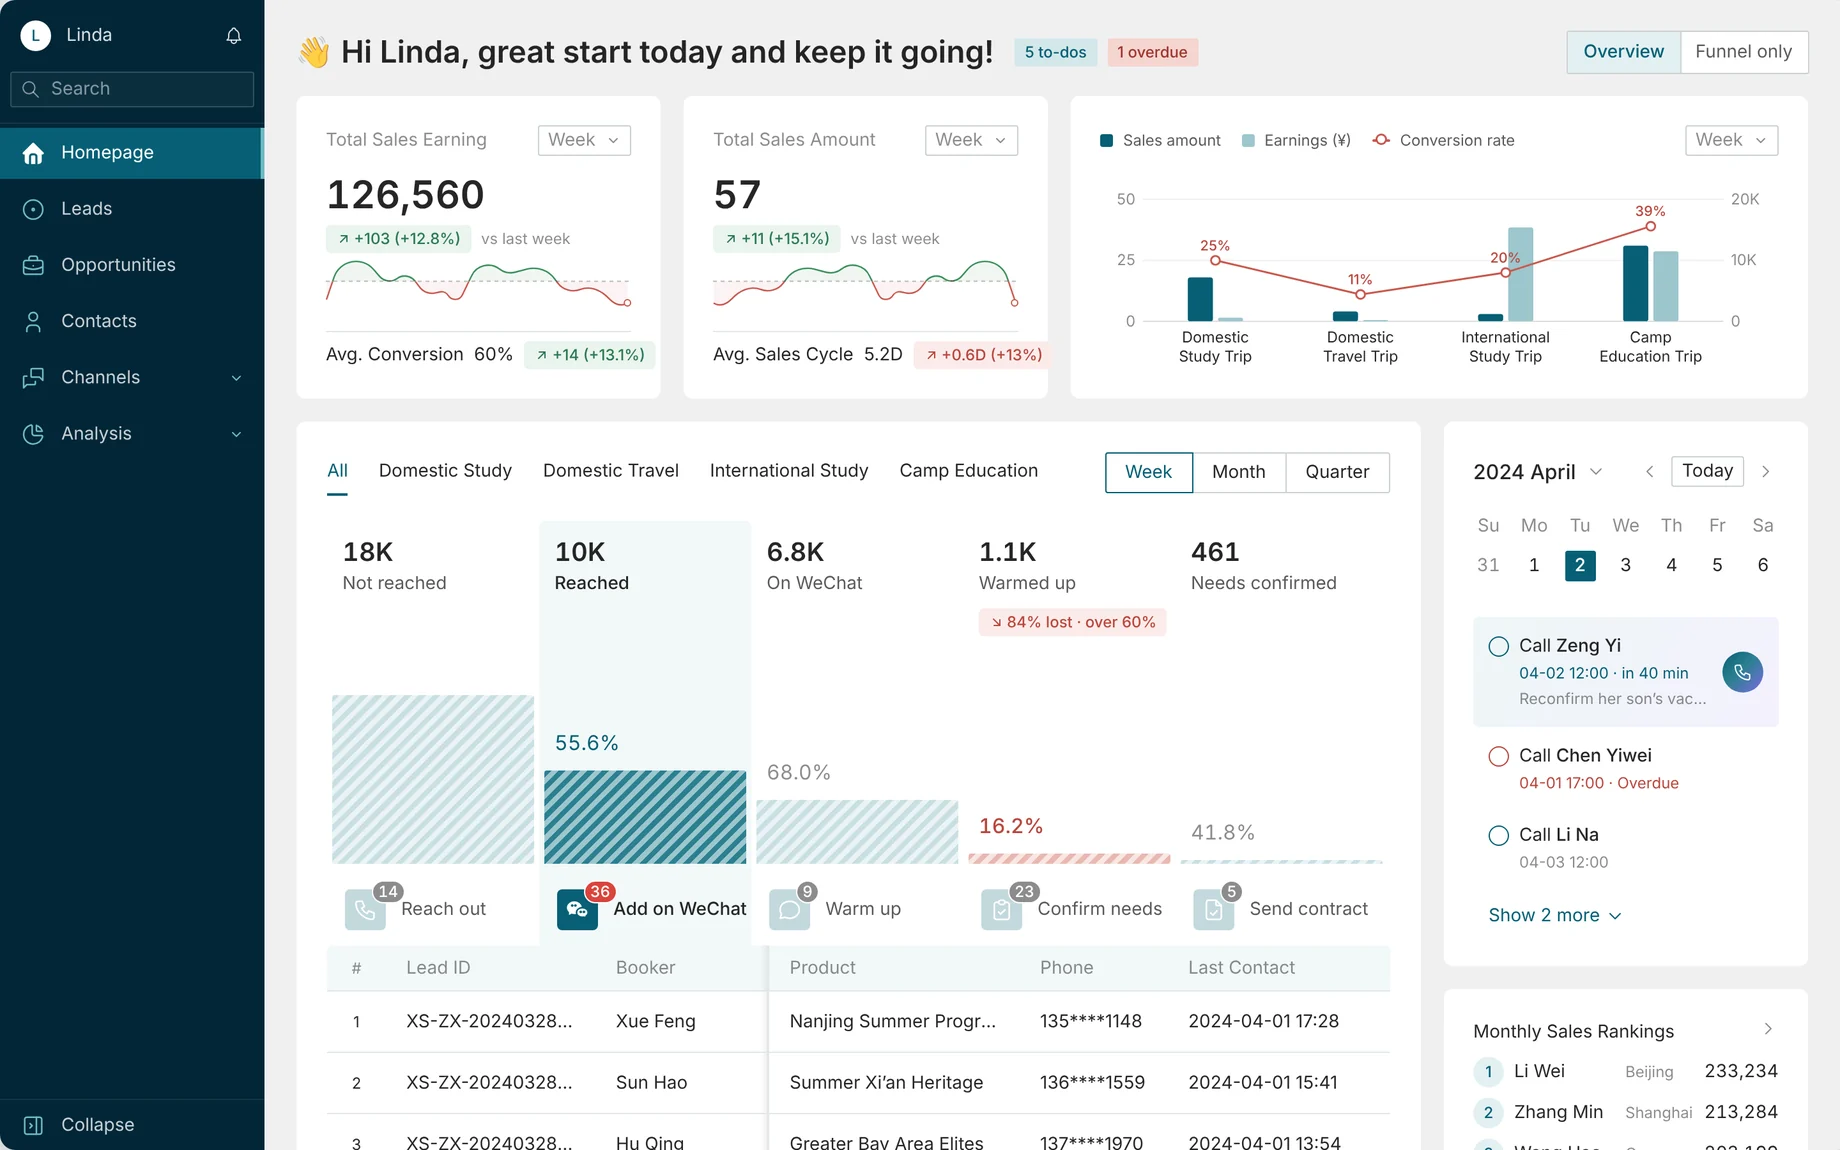 L Linda
Search
Homepage
Leads
Opportunities
Contacts
Channels
Analysis
Collapse
👋 Hi Linda, great start today and keep it going! 5 to-dos 1 overdue
Overview Funnel only
Total Sales Earning Week
126,560
↗ +103 (+12.8%) vs last week
Avg. Conversion 60% ↗ +14 (+13.1%)
Total Sales Amount Week
57
↗ +11 (+15.1%) vs last week
Avg. Sales Cycle 5.2D ↗ +0.6D (+13%)
Sales amount Earnings (¥) Conversion rate Week
50 20K
39%
25%
25 20% 10K
11%
0 0
Domestic Study Trip
Domestic Travel Trip
International Study Trip
Camp Education Trip
All Domestic Study Domestic Travel International Study Camp Education
Week Month Quarter
18K
Not reached
10K
Reached
6.8K
On WeChat
1.1K
Warmed up
↘ 84% lost · over 60%
461
Needs confirmed
55.6%
68.0%
16.2%
41.8%
14 Reach out
36 Add on WeChat
9 Warm up
23 Confirm needs
5 Send contract
# Lead ID Booker Product Phone Last Contact
1 XS-ZX-20240328... Xue Feng Nanjing Summer Progr... 135****1148 2024-04-01 17:28
2 XS-ZX-20240328... Sun Hao Summer Xi’an Heritage 136****1559 2024-04-01 15:41
3 XS-ZX-20240328... Hu Qing Greater Bay Area Elites 137****1970 2024-04-01 13:54
2024 April Today
Su Mo Tu We Th Fr Sa
31 1 2 3 4 5 6
Call Zeng Yi
04-02 12:00 · in 40 min
Reconfirm her son’s vac...
Call Chen Yiwei
04-01 17:00 · Overdue
Call Li Na
04-03 12:00
Show 2 more
Monthly Sales Rankings
1 Li Wei Beijing 233,234
2 Zhang Min Shanghai 213,284